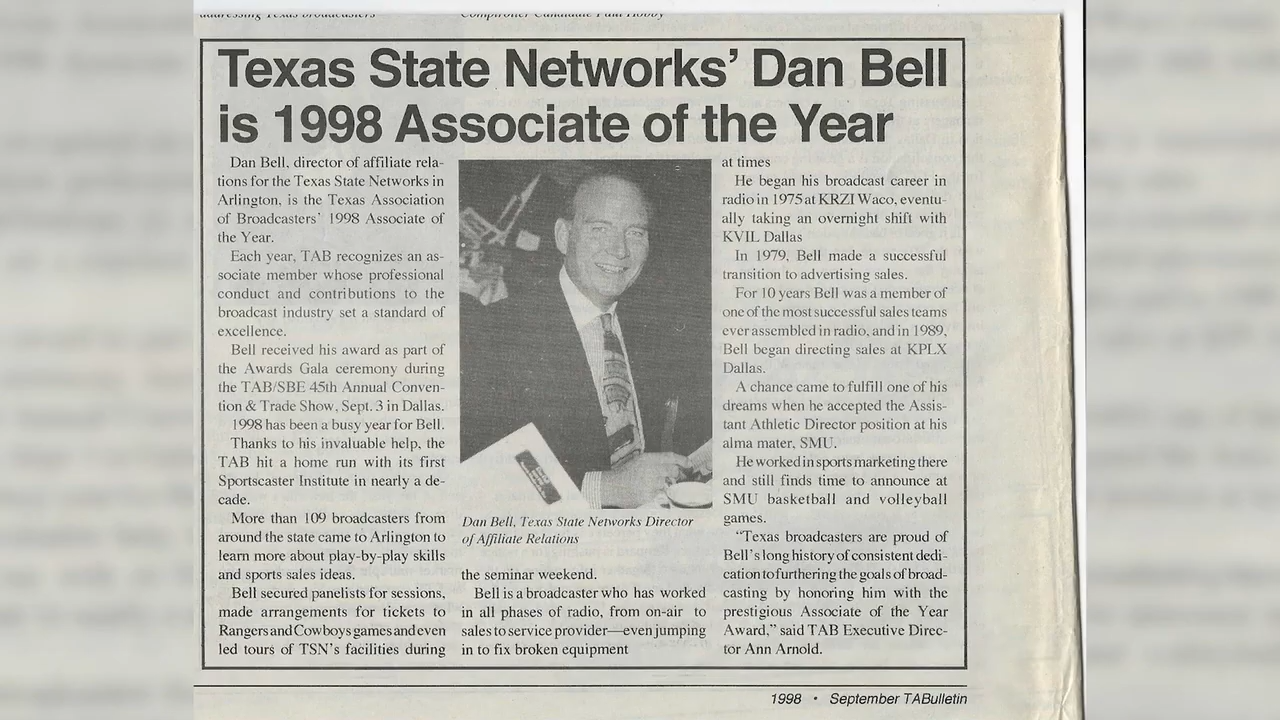 addressing Texas broadcasters
Comptroller Candidate Paul Hobby
Texas State Networks’ Dan Bell
is 1998 Associate of the Year
Dan Bell, director of affiliate rela-
tions for the Texas State Networks in
Arlington, is the Texas Association
of Broadcasters’ 1998 Associate of
the Year.
Each year, TAB recognizes an as-
sociate member whose professional
conduct and contributions to the
broadcast industry set a standard of
excellence.
Bell received his award as part of
the Awards Gala ceremony during
the TAB/SBE 45th Annual Conven-
tion & Trade Show, Sept. 3 in Dallas.
1998 has been a busy year for Bell.
Thanks to his invaluable help, the
TAB hit a home run with its first
Sportscaster Institute in nearly a de-
cade.
More than 109 broadcasters from
around the state came to Arlington to
learn more about play-by-play skills
and sports sales ideas.
Bell secured panelists for sessions,
made arrangements for tickets to
Rangers and Cowboys games and even
led tours of TSN’s facilities during
Dan Bell, Texas State Networks Director
of Affiliate Relations
the seminar weekend.
Bell is a broadcaster who has worked
in all phases of radio, from on-air to
sales to service provider—even jumping
in to fix broken equipment
at times
He began his broadcast career in
radio in 1975 at KRZI Waco, eventu-
ally taking an overnight shift with
KVIL Dallas
In 1979, Bell made a successful
transition to advertising sales.
For 10 years Bell was a member of
one of the most successful sales teams
ever assembled in radio, and in 1989,
Bell began directing sales at KPLX
Dallas.
A chance came to fulfill one of his
dreams when he accepted the Assis-
tant Athletic Director position at his
alma mater, SMU.
He worked in sports marketing there
and still finds time to announce at
SMU basketball and volleyball
games.
“Texas broadcasters are proud of
Bell’s long history of consistent dedi-
cation to furthering the goals of broad-
casting by honoring him with the
prestigious Associate of the Year
Award,” said TAB Executive Direc-
tor Ann Arnold.
1998 • September TABulletin